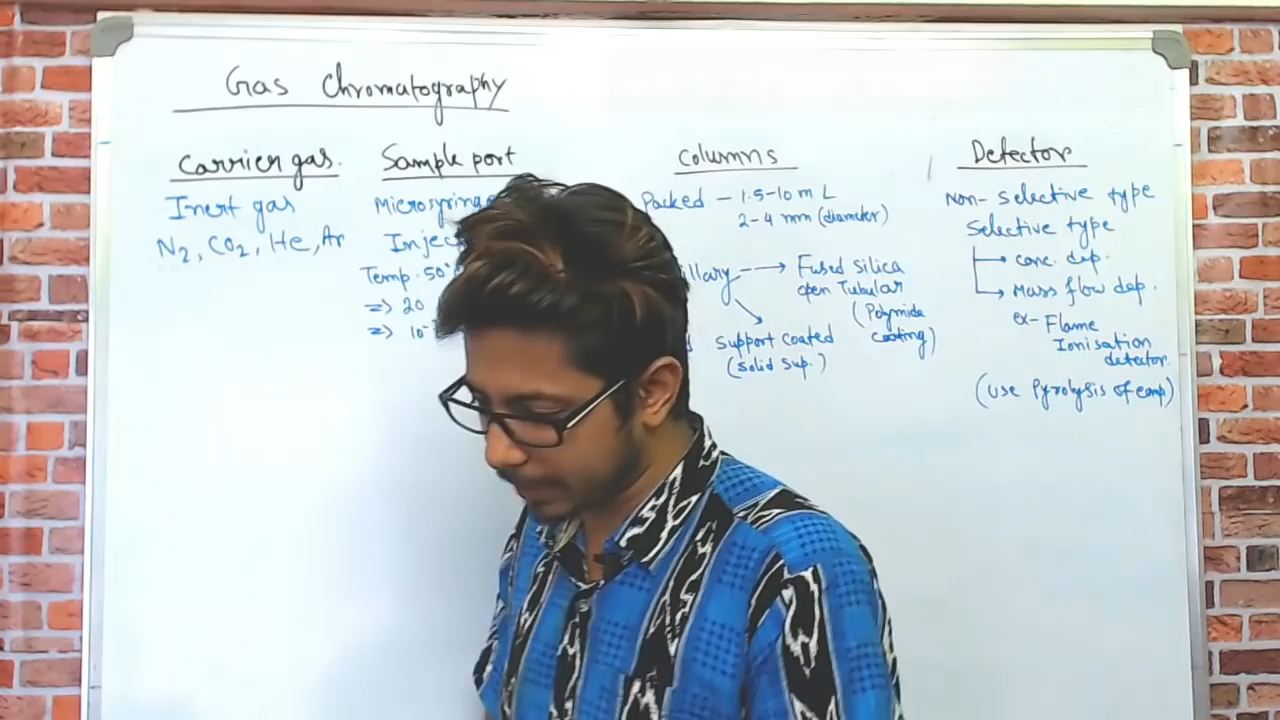 Gas Chromatography
Carrier gas.
Inert gas
N2, CO2, He, Ar
Sample port
Temp. 50°
=> 20
=> 10
Columns
Packed - 1.5-10 m L
2-4 mm (diameter)
Fused silica
open Tubular
(Polymide
coating)
Support coated
(Solid Sup.)
Detector
Non-Selective type
Selective type
conc. dep.
Mass flow dep.
ex- Flame
Ionisation
detector.
(Use Pyrolysis of comp)